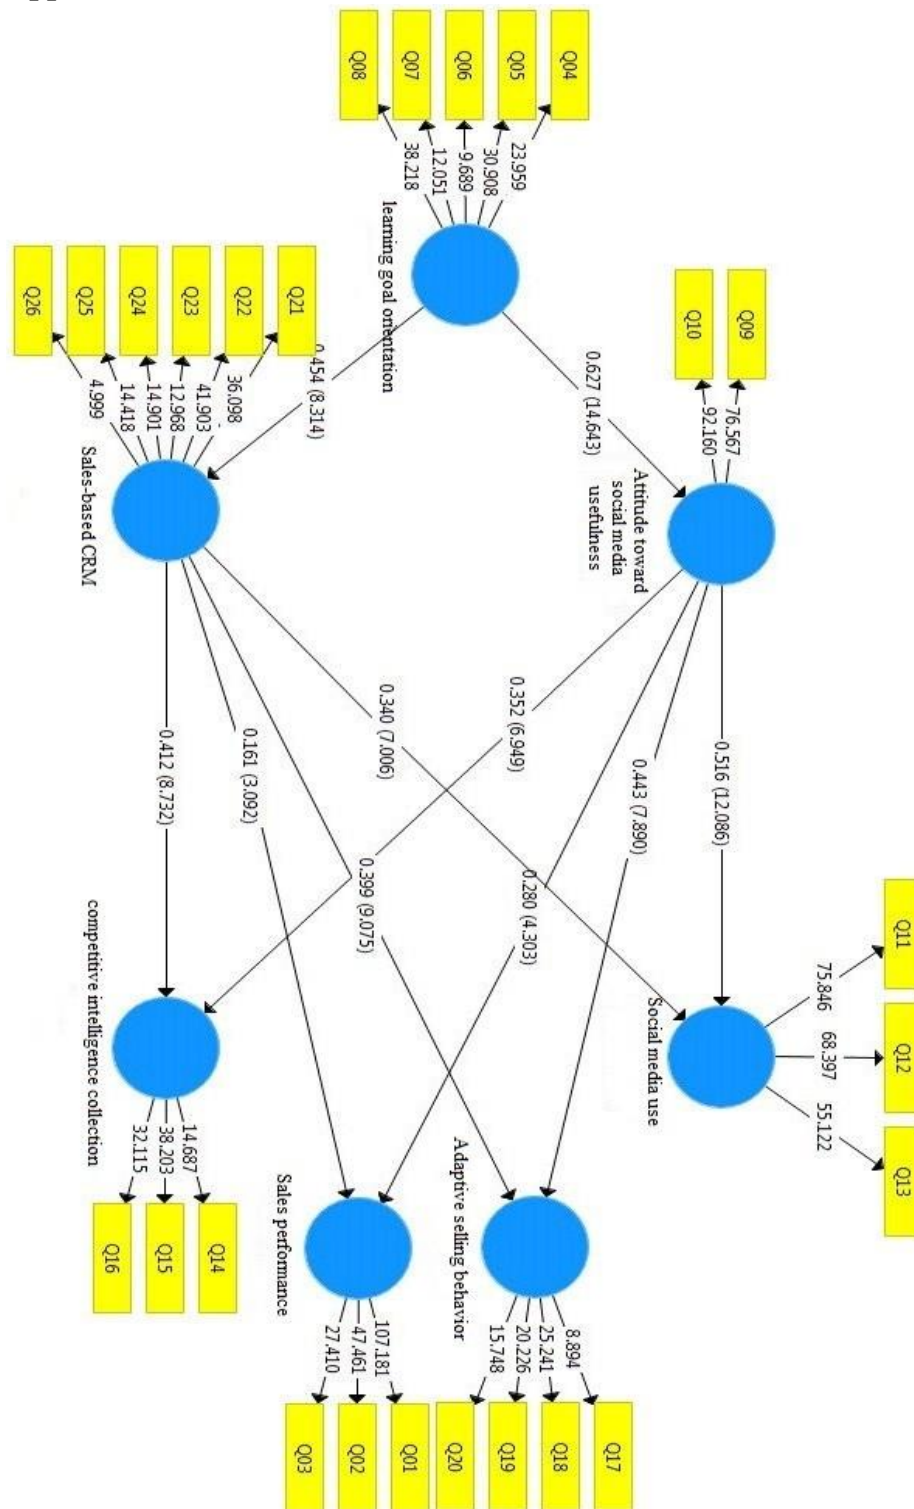 Q04
Q05
Q06
Q07
Q08
23.959
30.908
9.689
12.051
38.218
learning goal orientation
Q09
Q10
76.567
92.160
Attitude toward
social media
usefulness
0.627 (14.643)
0.454 (8.314)
Q21
Q22
Q23
Q24
Q25
Q26
36.098
41.903
12.968
14.901
14.418
4.999
Sales-based CRM
0.516 (12.086)
0.443 (7.890)
0.280 (4.303)
0.352 (6.949)
0.340 (7.006)
0.399 (9.075)
0.161 (3.092)
0.412 (8.732)
Social media use
75.846
68.397
55.122
Q11
Q12
Q13
Adaptive selling behavior
8.894
25.241
20.226
15.748
Q17
Q18
Q19
Q20
Sales performance
107.181
47.461
27.410
Q01
Q02
Q03
competitive intelligence collection
14.687
38.203
32.115
Q14
Q15
Q16